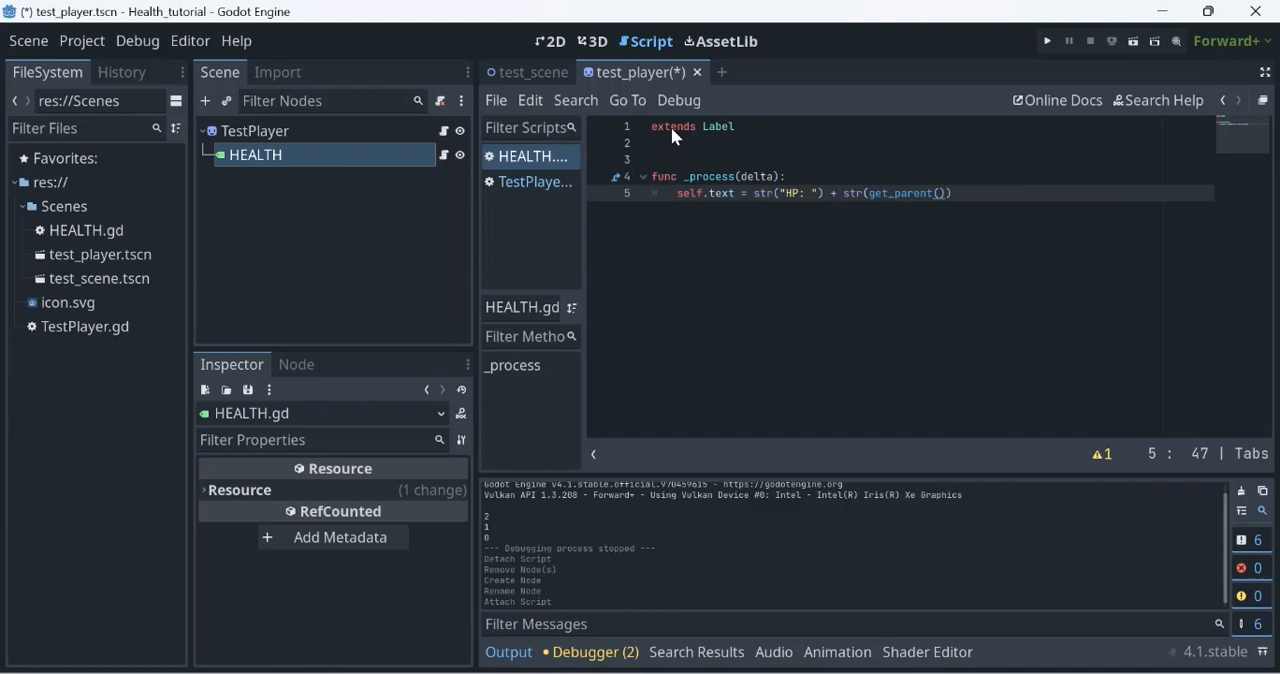 (*) test_player.tscn - Health_tutorial - Godot Engine
Scene Project Debug Editor Help
2D 3D Script AssetLib
Forward+
FileSystem History
Scene Import
test_scene test_player(*)
res://Scenes
Filter Nodes
File Edit Search Go To Debug
Online Docs Search Help
Filter Files
Favorites:
res://
Scenes
HEALTH.gd
test_player.tscn
test_scene.tscn
icon.svg
TestPlayer.gd
TestPlayer
HEALTH
Filter Scripts
HEALTH....
TestPlaye...
HEALTH.gd
Filter Metho
_process
1 extends Label
2
3
4 func _process(delta):
5 self.text = str("HP: ") + str(get_parent())
1 5 : 47 | Tabs
Inspector Node
HEALTH.gd
Filter Properties
Resource
Resource (1 change)
RefCounted
+ Add Metadata
Godot Engine v4.1.stable.official.970459615 - https://godotengine.org
Vulkan API 1.3.208 - Forward+ - Using Vulkan Device #0: Intel - Intel(R) Iris(R) Xe Graphics
2
1
0
--- Debugging process stopped ---
Detach Script
Remove Node(s)
Create Node
Rename Node
Attach Script
6
0
0
6
Filter Messages
Output Debugger (2) Search Results Audio Animation Shader Editor
4.1.stable